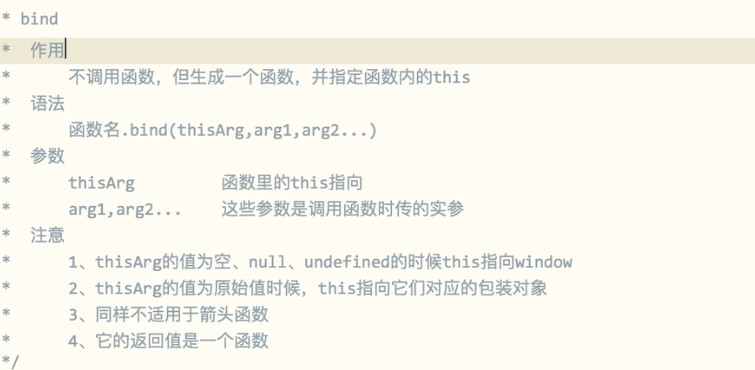 * bind
* 作用
* 不调用函数，但生成一个函数，并指定函数内的this
* 语法
* 函数名.bind(thisArg,arg1,arg2...)
* 参数
* thisArg 函数里的this指向
* arg1,arg2... 这些参数是调用函数时传的实参
* 注意
* 1、thisArg的值为空、null、undefined的时候this指向window
* 2、thisArg的值为原始值时候，this指向它们对应的包装对象
* 3、同样不适用于箭头函数
* 4、它的返回值是一个函数
*/